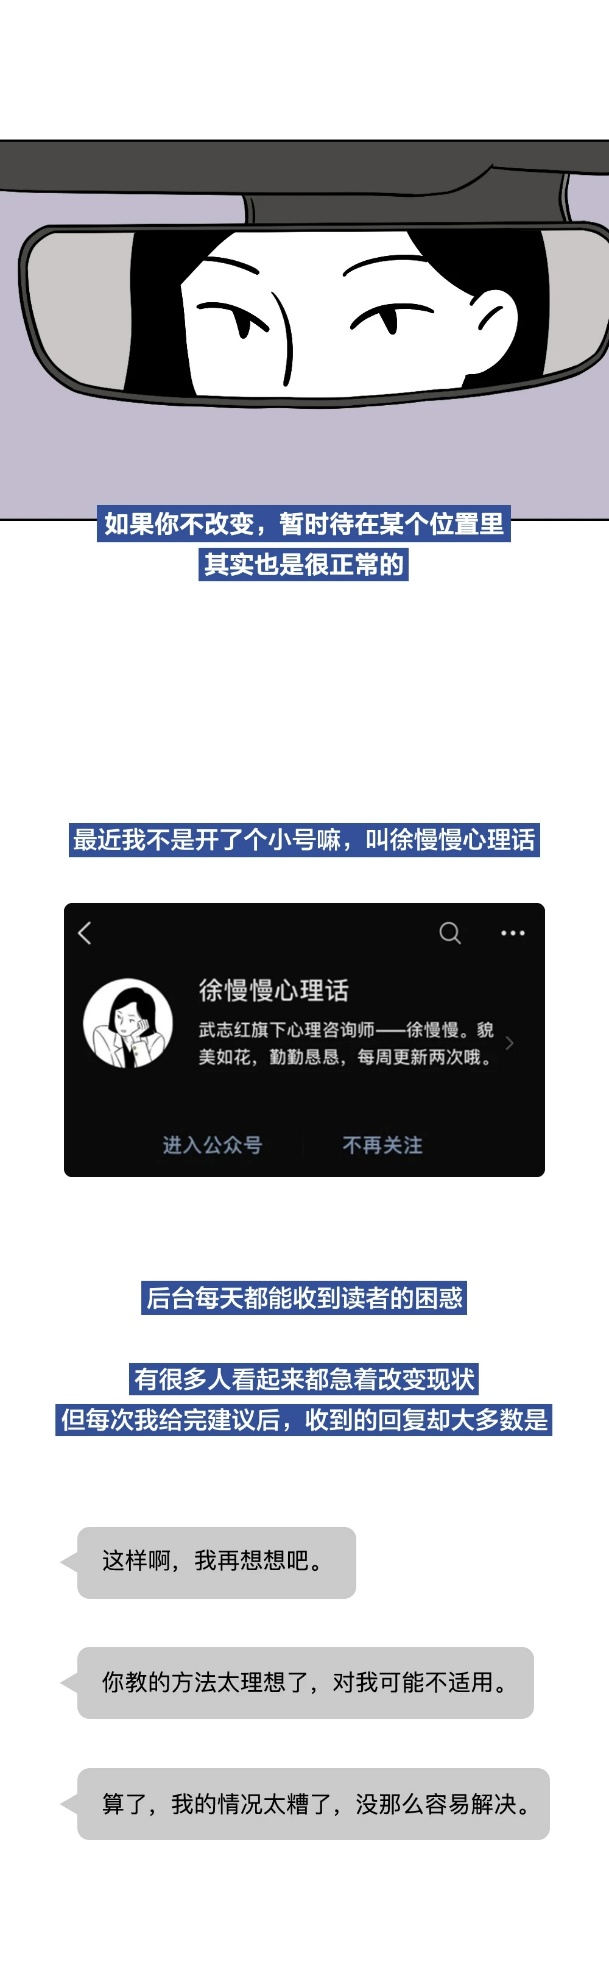 如果你不改变，暂时待在某个位置里
其实也是很正常的
最近我不是开了个小号嘛，叫徐慢慢心理话
徐慢慢心理话
武志红旗下心理咨询师——徐慢慢。貌
美如花，勤勤恳恳，每周更新两次哦。
进入公众号
不再关注
后台每天都能收到读者的困惑
有很多人看起来都急着改变现状
但每次我给完建议后，收到的回复却大多数是
这样啊，我再想想吧。
你教的方法太理想了，对我可能不适用。
算了，我的情况太糟了，没那么容易解决。